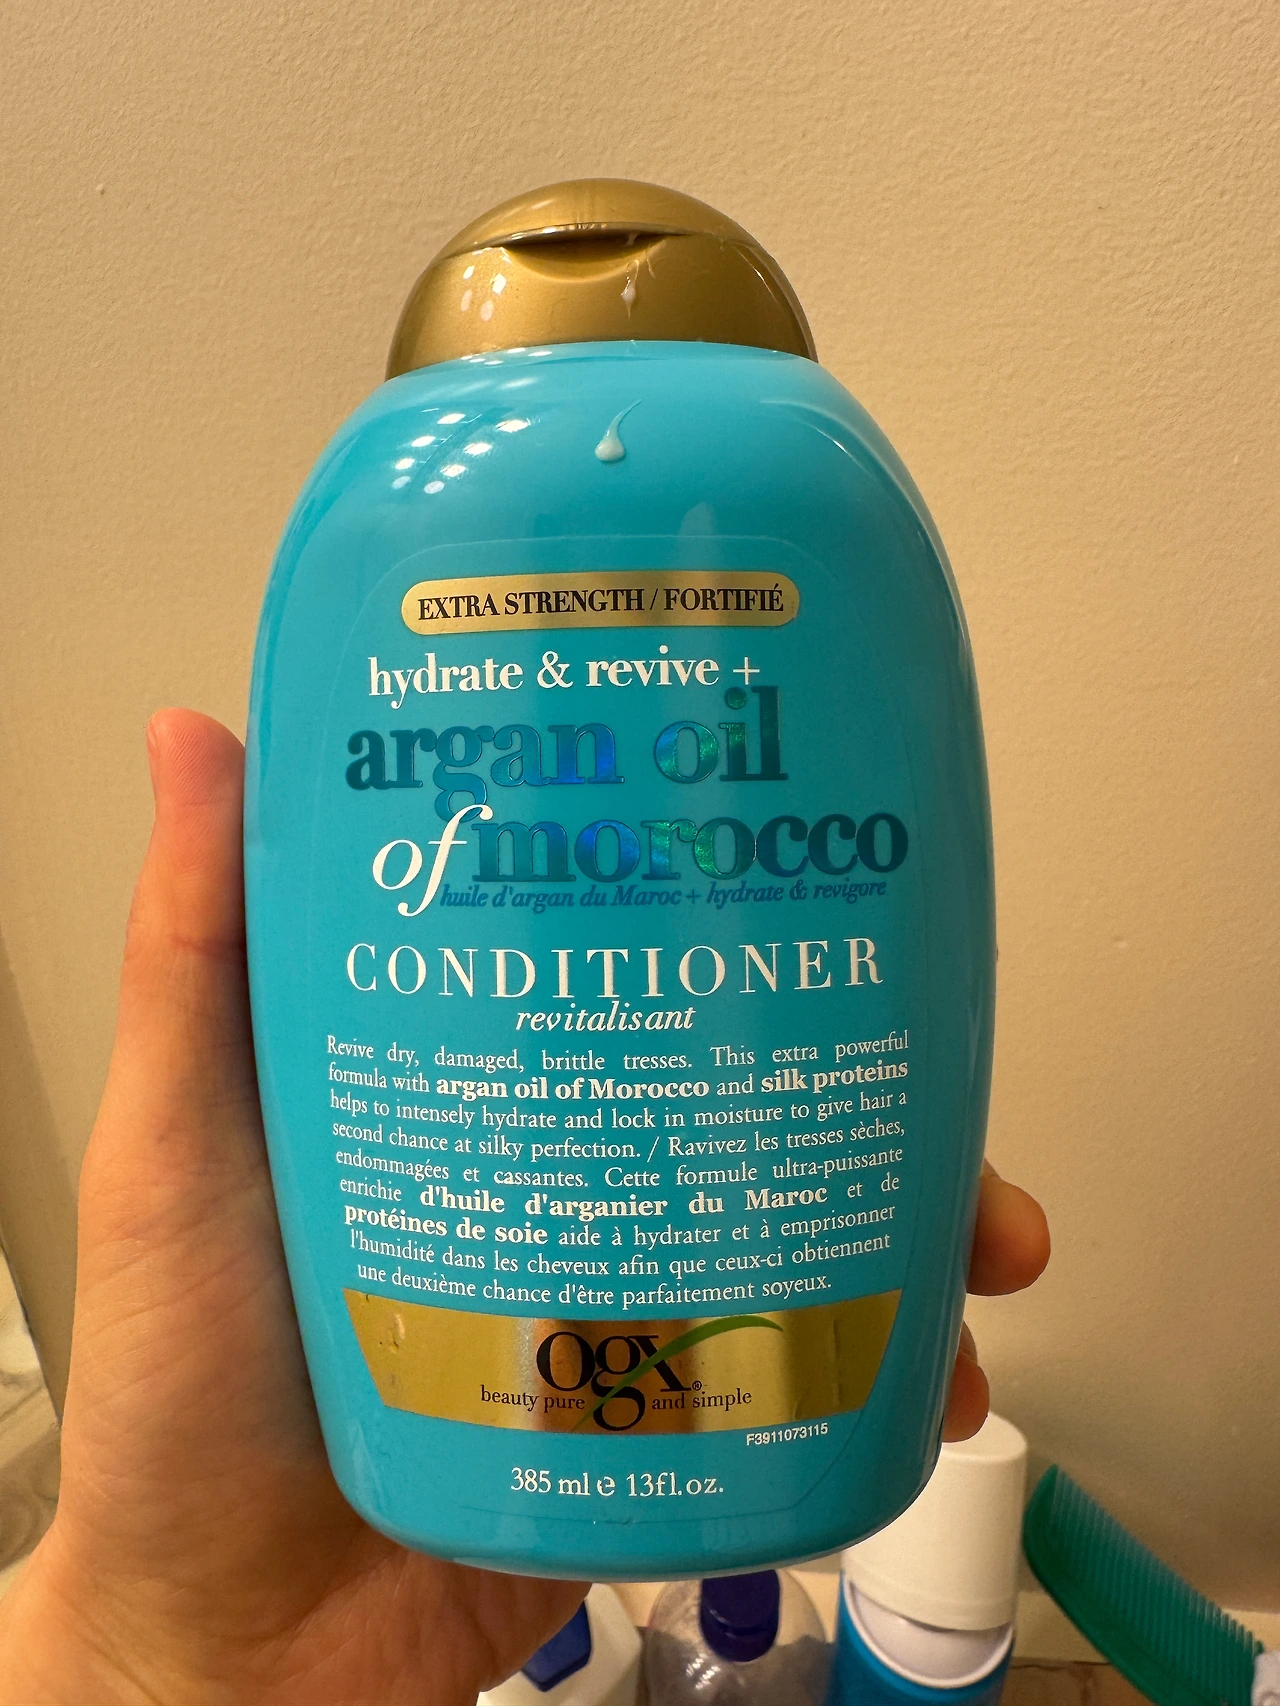 EXTRA STRENGTH / FORTIFIÉ
hydrate & revive +
argan oil
of morocco
huile d'argan du Maroc + hydrate & revigore
CONDITIONER
revitalisant
Revive dry, damaged, brittle tresses. This extra powerful
formula with argan oil of Morocco and silk proteins
helps to intensely hydrate and lock in moisture to give hair a
second chance at silky perfection. / Ravivez les tresses sèches,
endommagées et cassantes. Cette formule ultra-puissante
enrichie d'huile d'arganier du Maroc et de
protéines de soie aide à hydrater et à emprisonner
l'humidité dans les cheveux afin que ceux-ci obtiennent
une deuxième chance d'être parfaitement soyeux.
ogx®
beauty pure and simple
F3911073115
385 ml e 13fl.oz.